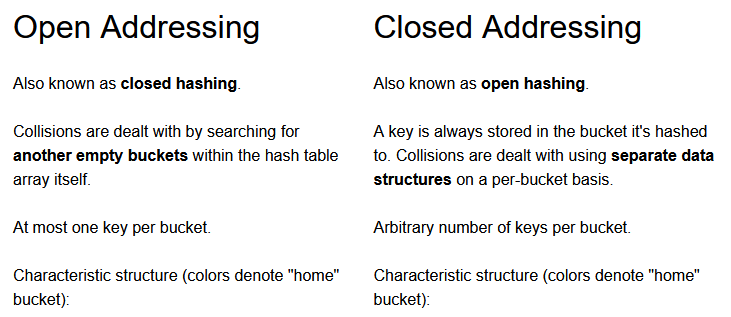 Open Addressing
Also known as closed hashing.
Collisions are dealt with by searching for
another empty buckets within the hash table
array itself.
At most one key per bucket.
Characteristic structure (colors denote "home"
bucket):
Closed Addressing
Also known as open hashing.
A key is always stored in the bucket it's hashed
to. Collisions are dealt with using separate data
structures on a per-bucket basis.
Arbitrary number of keys per bucket.
Characteristic structure (colors denote "home"
bucket):